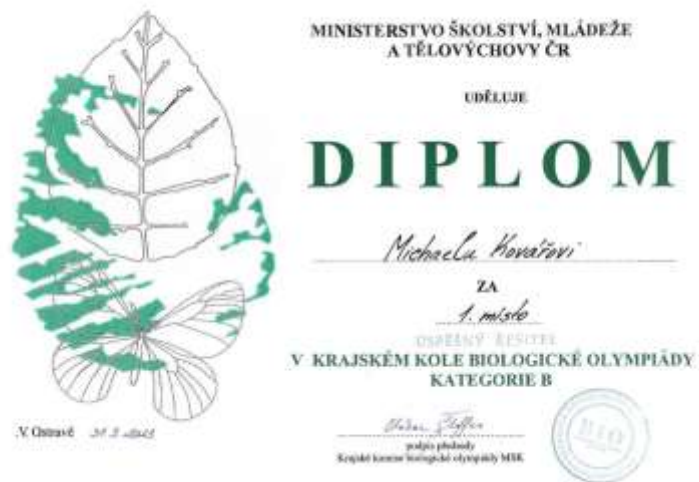 MINISTERSTVO ŠKOLSTVÍ, MLÁDEŽE
A TĚLOVÝCHOVY ČR
UDĚLUJE
DIPLOM
Michaelu Kovářovi
ZA
1. místo
ÚSPĚŠNÝ ŘEŠITEL
V KRAJSKÉM KOLE BIOLOGICKÉ OLYMPIÁDY
KATEGORIE B
V Ostravě
podpis předsedy
Krajské komise biologické olympiády MSK
BIO